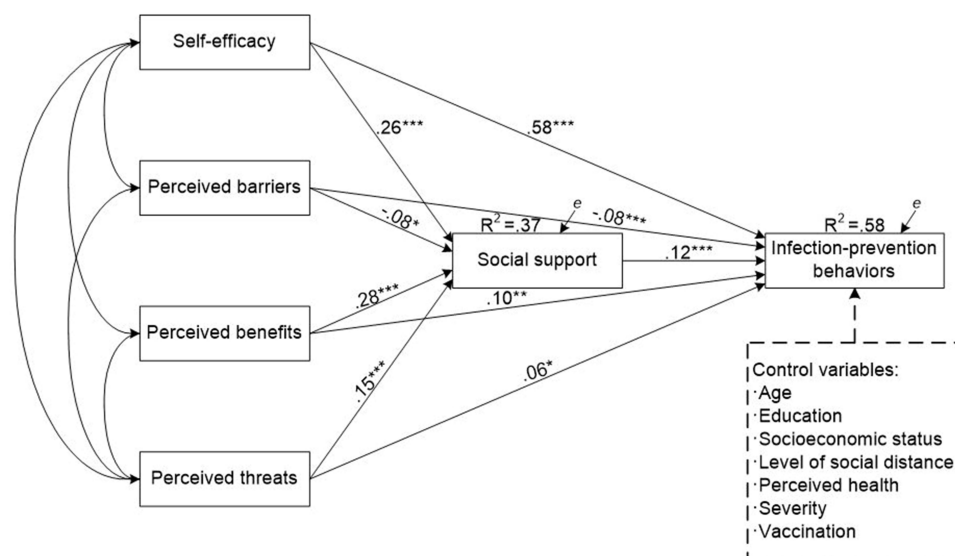 Self-efficacy
.26***
.58***
Perceived barriers
-.08*
-.08***
R² =.37
e
Social support
.12***
R² =.58
e
Infection-prevention
behaviors
Perceived benefits
.28***
.10**
.15***
.06*
Perceived threats
Control variables:
·Age
·Education
·Socioeconomic status
·Level of social distance
·Perceived health
·Severity
·Vaccination